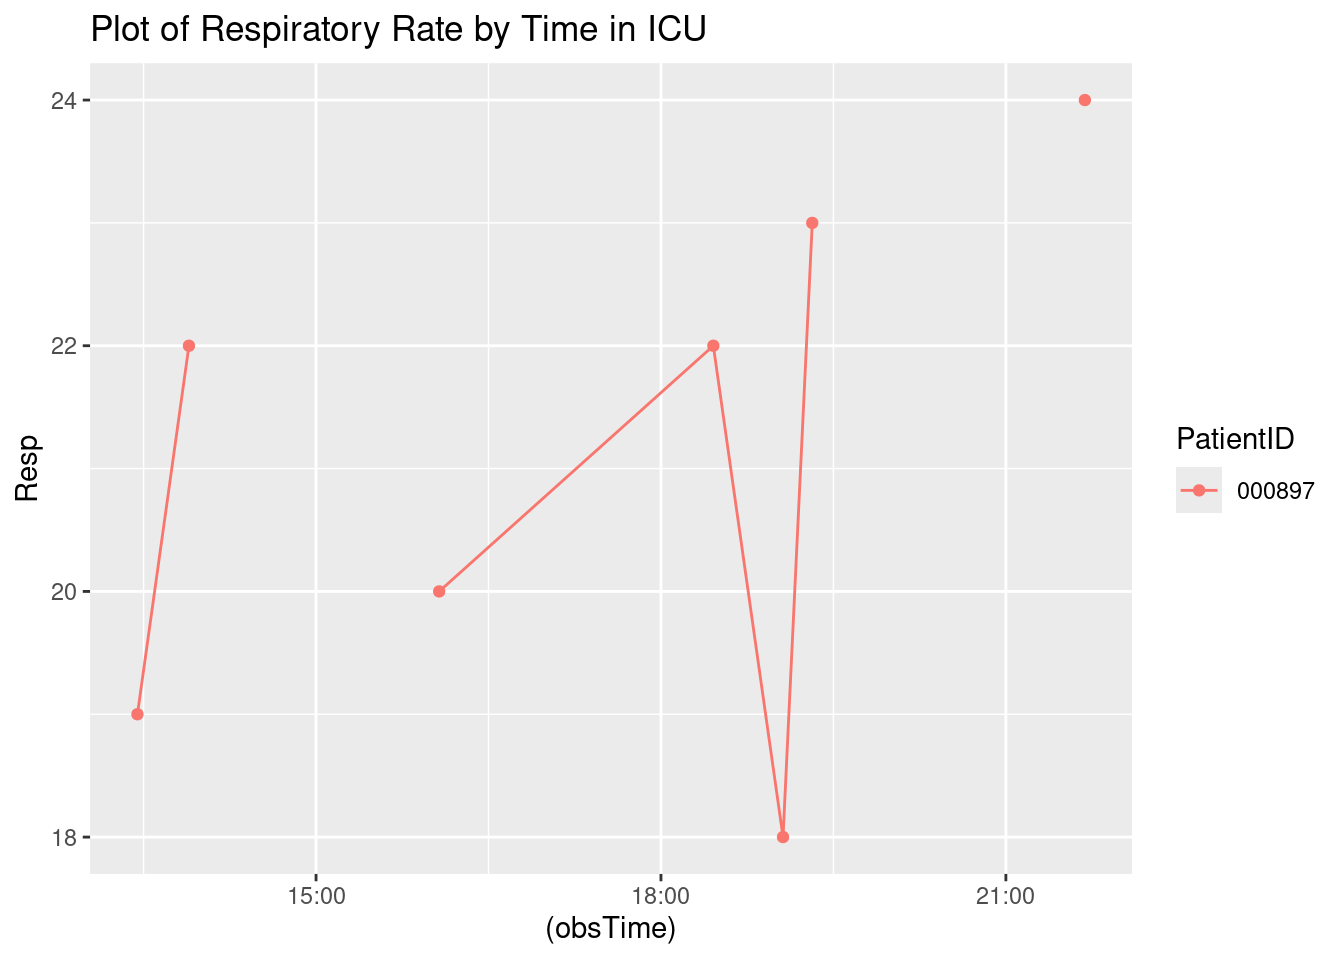 Plot of Respiratory Rate by Time in ICU
24
22
20
18
Resp
15:00 18:00 21:00
(obsTime)
PatientID
000897